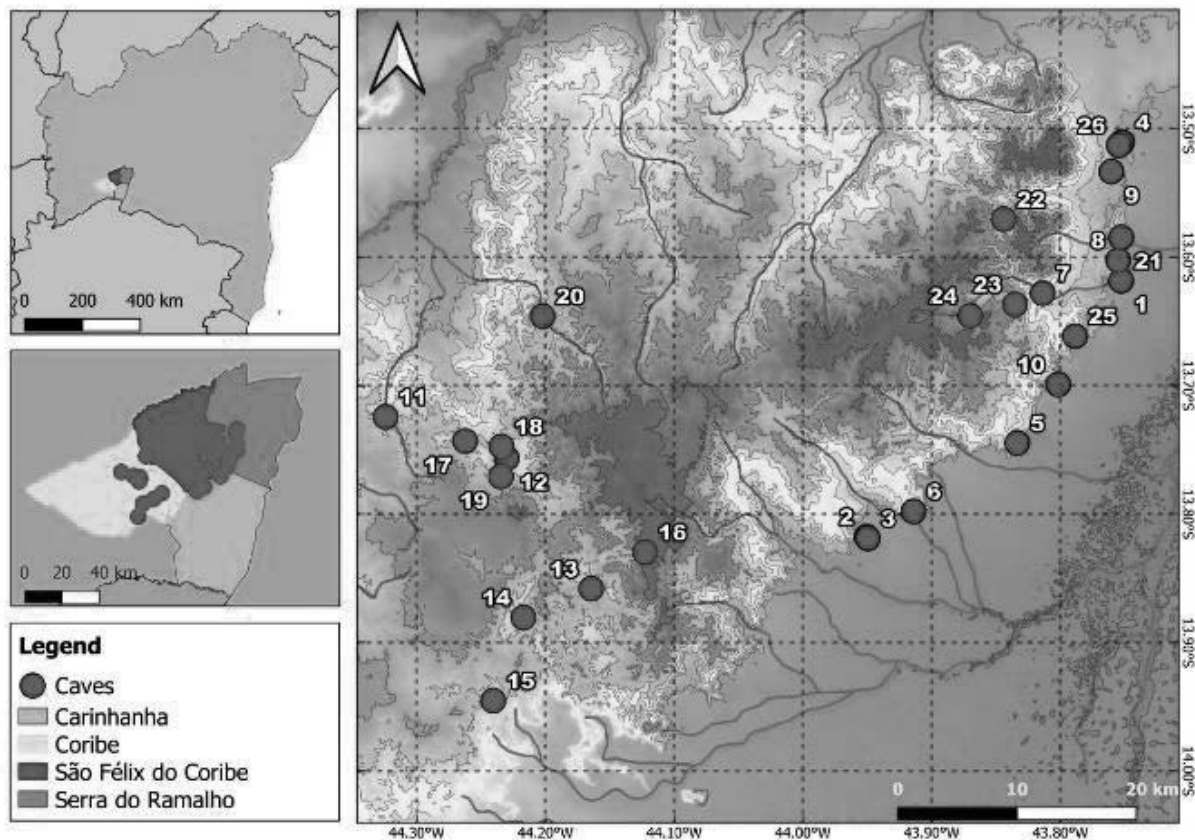 0 200 400 km
0 20 40 km
Legend
Caves
Carinhanha
Coribe
São Félix do Coribe
Serra do Ramalho
26 4
9
22
8
21
7
23
24
1
20
25
10
11
18
5
17
19 12
6
2 3
16
13
14
15
0 10 20 km
13.50°S
13.60°S
13.70°S
13.80°S
13.90°S
14.00°S
44.30°W 44.20°W 44.10°W 44.00°W 43.90°W 43.80°W